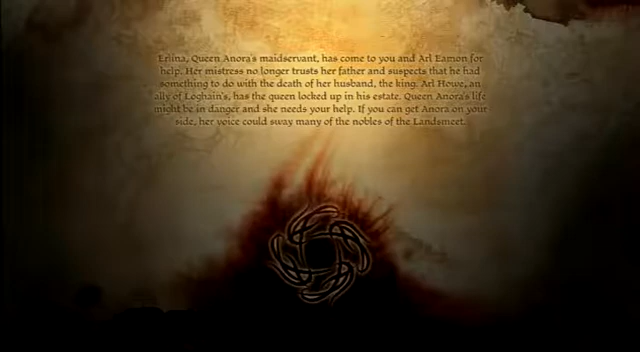 Erlina, Queen Anora's maidservant, has come to you and Arl Eamon for
help. Her mistress no longer trusts her father and suspects that he had
something to do with the death of her husband, the king. Arl Howe, an
ally of Loghain's, has the queen locked up in his estate. Queen Anora's life
might be in danger and she needs your help. If you can get Anora on your
side, her voice could sway many of the nobles of the Landsmeet.